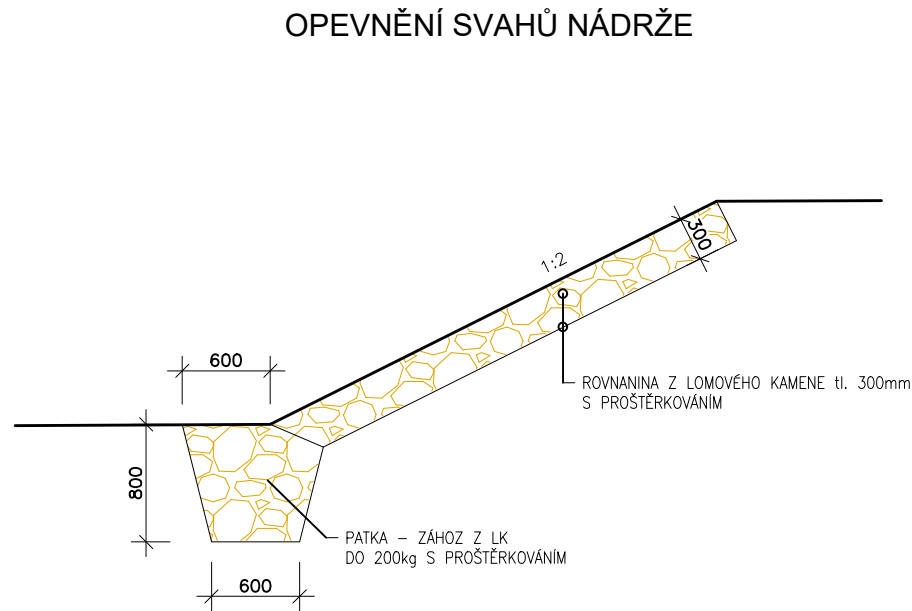 OPEVNĚNÍ SVAHŮ NÁDRŽE
300
1:2
600
ROVNANINA Z LOMOVÉHO KAMENE tl. 300mm
S PROŠTĚRKOVÁNÍM
800
PATKA – ZÁHOZ Z LK
DO 200kg S PROŠTĚRKOVÁNÍM
600